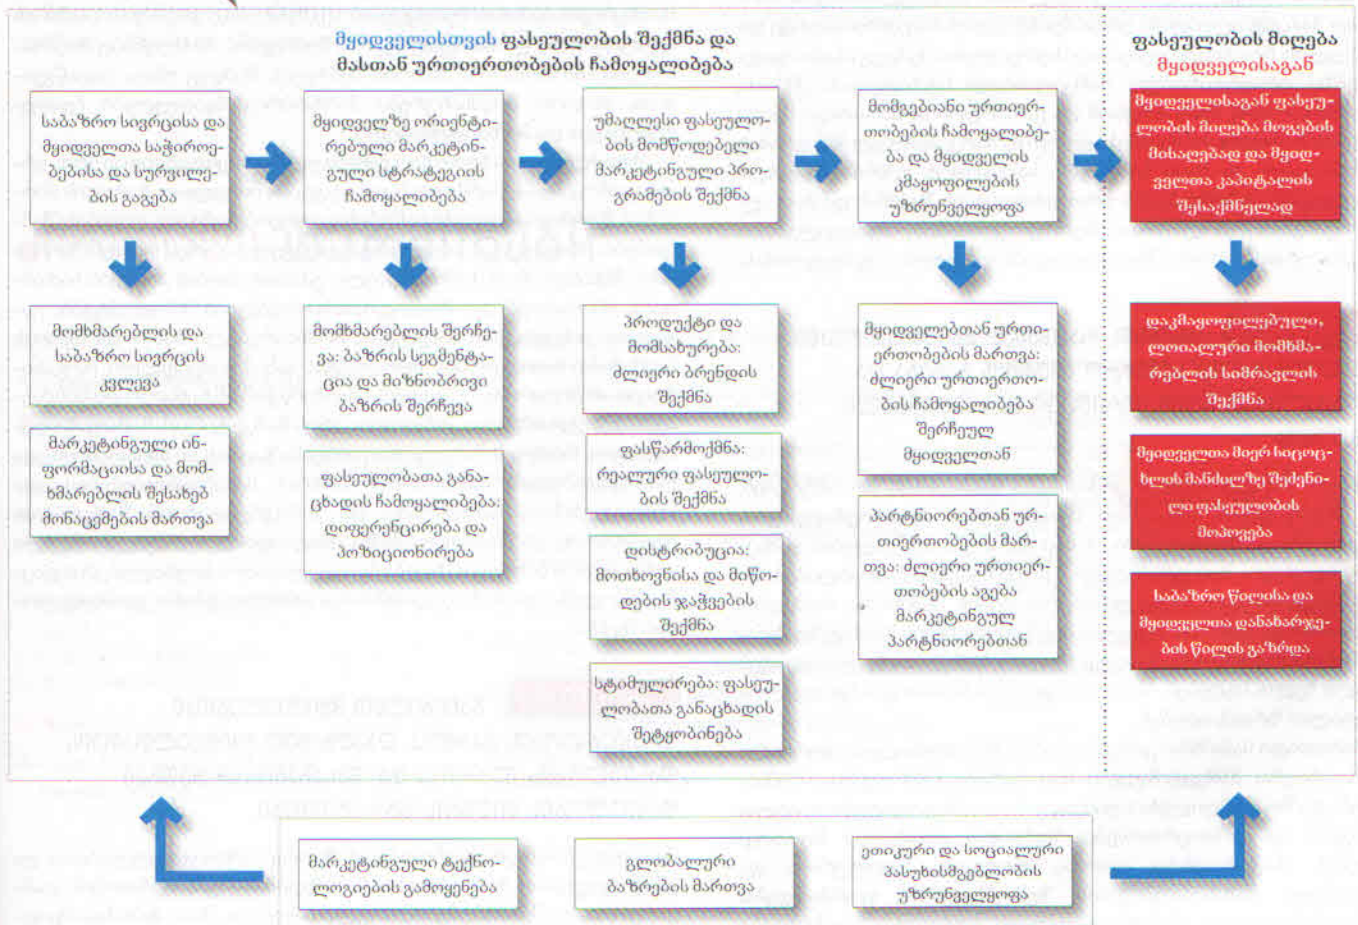 მყიდველისთვის ფასეულობის შექმნა და
მასთან ურთიერთობების ჩამოყალიბება
ფასეულობის მიღება
მყიდველისაგან
საბაზრო სივრცისა და
მყიდველთა საჭიროე-
ბებისა და სურვილე-
ბის გაგება
მყიდველზე ორიენტი-
რებული მარკეტინ-
გული სტრატეგიის
ჩამოყალიბება
უმაღლესი ფასეულო-
ბის მომწოდებელი
მარკეტინგული პრო-
გრამების შექმნა
მომგებიანი ურთიერ-
თობების ჩამოყალიბე-
ბა და მყიდველის
კმაყოფილების
უზრუნველყოფა
მყიდველისაგან ფასეუ-
ლობის მიღება მოგების
მისაღებად და მყიდ-
ველთა კაპიტალის
შესაქმნელად
მომხმარებლის და
საბაზრო სივრცის
კვლევა
მარკეტინგული ინ-
ფორმაციისა და მომ-
ხმარებლის შესახებ
მონაცემების მართვა
მომხმარებლის შერჩე-
ვა: ბაზრის სეგმენტა-
ცია და მიზნობრივი
ბაზრის შერჩევა
ფასეულობათა განა-
ცხადის ჩამოყალიბება:
დიფერენცირება და
პოზიციონირება
პროდუქტი და
მომსახურება:
ძლიერი ბრენდის
შექმნა
ფასწარმოქმნა:
რეალური ფასეულო-
ბის შექმნა
დისტრიბუცია:
მოთხოვნისა და მიწო-
დების ჯაჭვების
შექმნა
სტიმულირება: ფასეუ-
ლობათა განაცხადის
შეტყობინება
მყიდველებთან ურთი-
ერთობების მართვა:
ძლიერი ურთიერთო-
ბის ჩამოყალიბება
შერჩეულ
მყიდველთან
პარტნიორებთან ურ-
თიერთობების მარ-
თვა: ძლიერი ურთიერ-
თობების აგება
მარკეტინგულ
პარტნიორებთან
დაკმაყოფილებული,
ლოიალური მომხმა-
რებლის სიმრავლის
შექმნა
მყიდველთა მიერ სიცოც-
ხლის მანძილზე შეძენი-
ლი ფასეულობის
მოპოვება
საბაზრო წილისა და
მყიდველთა დანახარჯე-
ბის წილის გაზრდა
მარკეტინგული ტექნო-
ლოგიების გამოყენება
გლობალური
ბაზრების მართვა
ეთიკური და სოციალური
პასუხისმგებლობის
უზრუნველყოფა